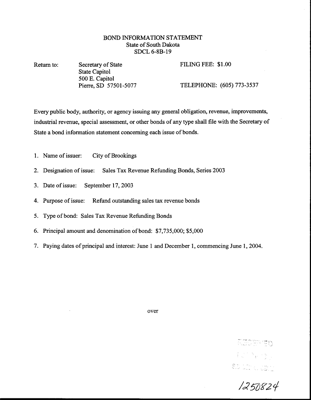 BOND INFORMATION STATEMENT
State of South Dakota
SDCL 6-8B-19
Return to: Secretary of State FILING FEE: $1.00
State Capitol
500 E. Capitol
Pierre, SD 57501-5077 TELEPHONE: (605) 773-3537
Every public body, authority, or agency issuing any general obligation, revenue, improvements,
industrial revenue, special assessment, or other bonds of any type shall file with the Secretary of
State a bond information statement concerning each issue of bonds.
1. Name of issuer: City of Brookings
2. Designation of issue: Sales Tax Revenue Refunding Bonds, Series 2003
3. Date of issue: September 17, 2003
4. Purpose of issue: Refund outstanding sales tax revenue bonds
5. Type of bond: Sales Tax Revenue Refunding Bonds
6. Principal amount and denomination of bond: $7,735,000; $5,000
7. Paying dates of principal and interest: June 1 and December 1, commencing June 1, 2004.
over
1250824